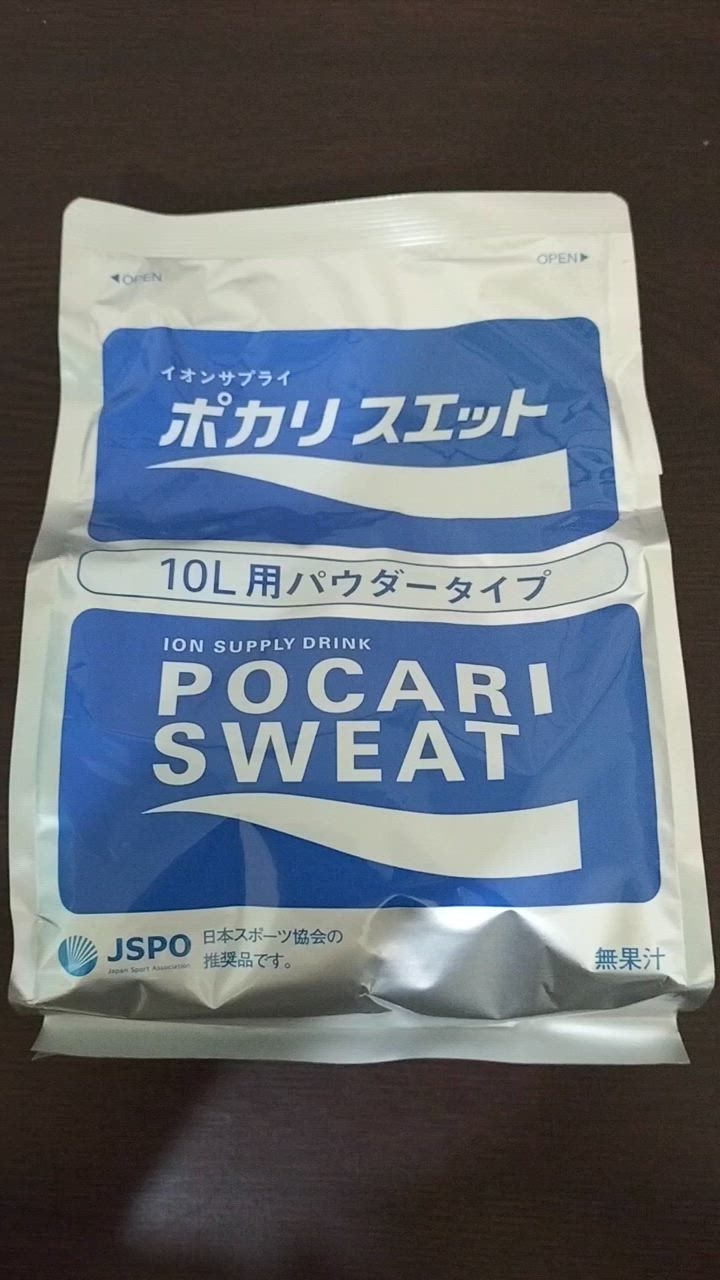 ◀OPEN
OPEN▶
イオンサプライ
ポカリスエット
10L用パウダータイプ
ION SUPPLY DRINK
POCARI
SWEAT
JSPO
Japan Sport Association
日本スポーツ協会の
推奨品です。
無果汁